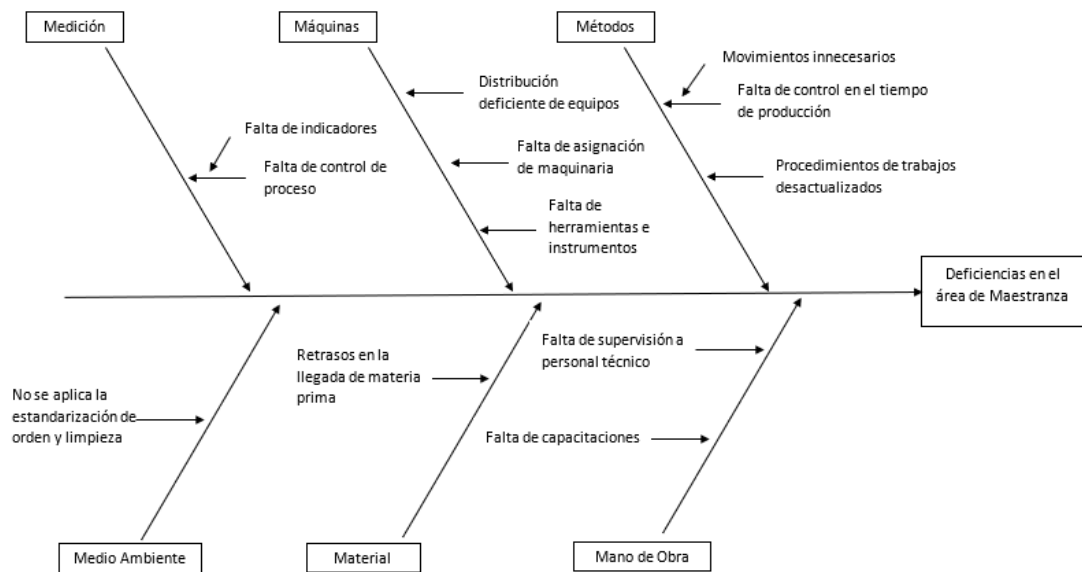 Medición
Máquinas
Métodos
Movimientos innecesarios
Distribución
deficiente de equipos
Falta de control en el tiempo
de producción
Falta de indicadores
Falta de asignación
de maquinaria
Falta de control de
proceso
Procedimientos de trabajos
desactualizados
Falta de
herramientas e
instrumentos
Deficiencias en el
área de Maestranza
Falta de supervisión a
personal técnico
Retrasos en la
llegada de materia
prima
No se aplica la
estandarización de
orden y limpieza
Falta de capacitaciones
Medio Ambiente
Material
Mano de Obra